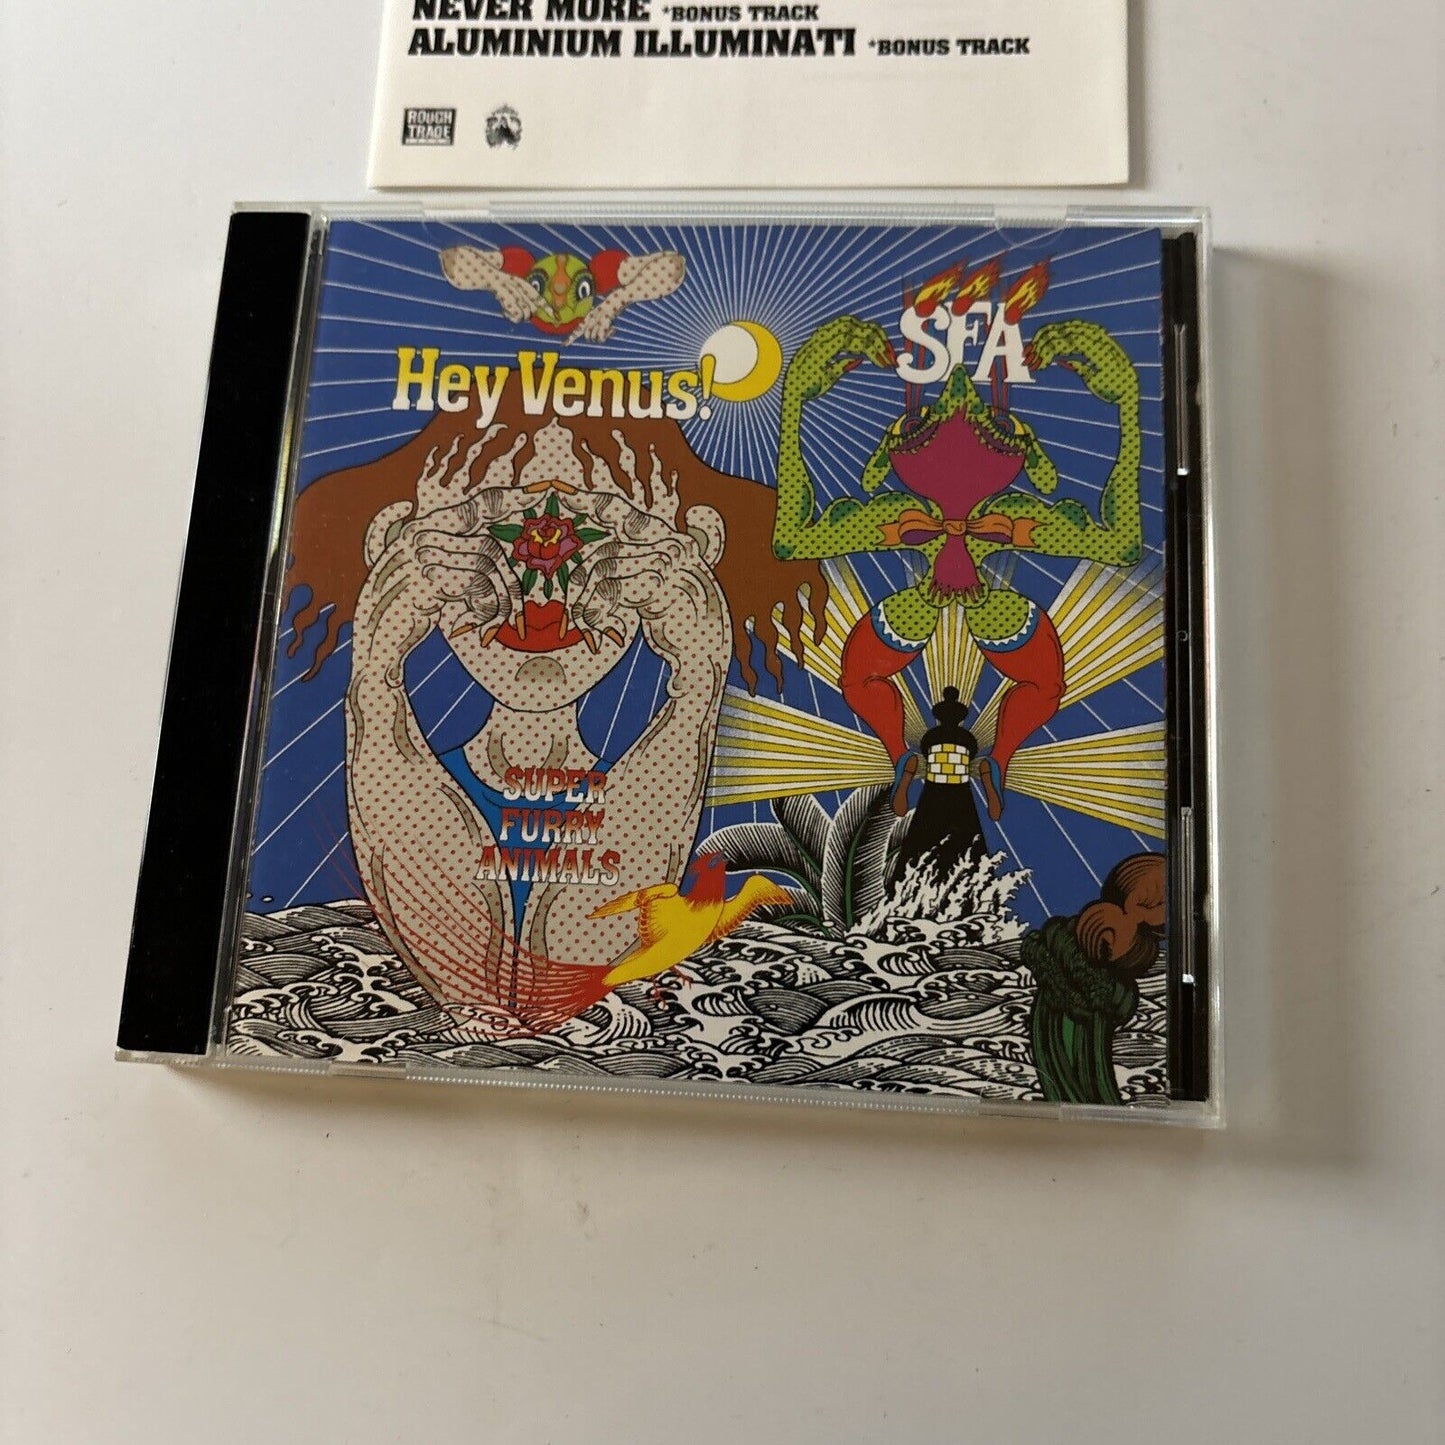 NEVER MORE *BONUS TRACK
ALUMINIUM ILLUMINATI *BONUS TRACK
ROUGH
TRADE
SFA
Hey Venus!
SUPER
FURRY
ANIMALS